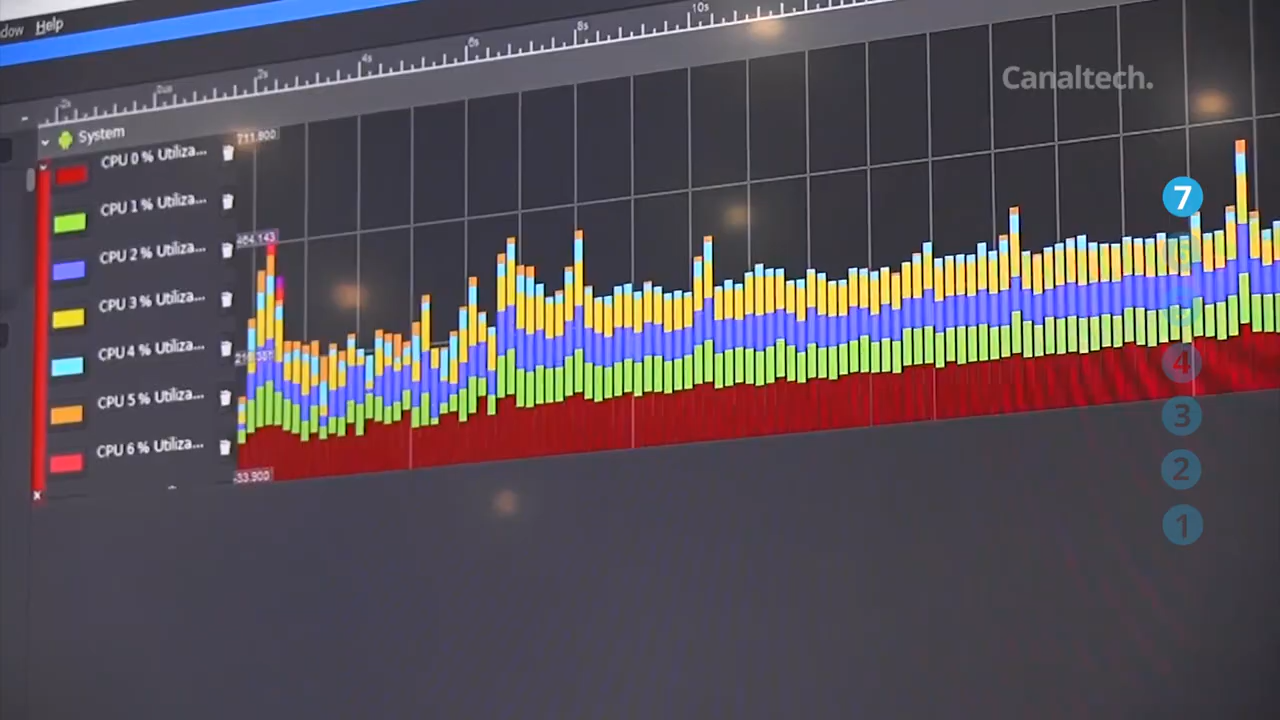 Help
-2s
0us
2s
4s
6s
8s
10s
Canaltech.
System
711.800
CPU 0 % Utiliza...
CPU 1 % Utiliza...
464.143
CPU 2 % Utiliza...
CPU 3 % Utiliza...
CPU 4 % Utiliza...
CPU 5 % Utiliza...
CPU 6 % Utiliza...
-33.900
7
4
3
2
1